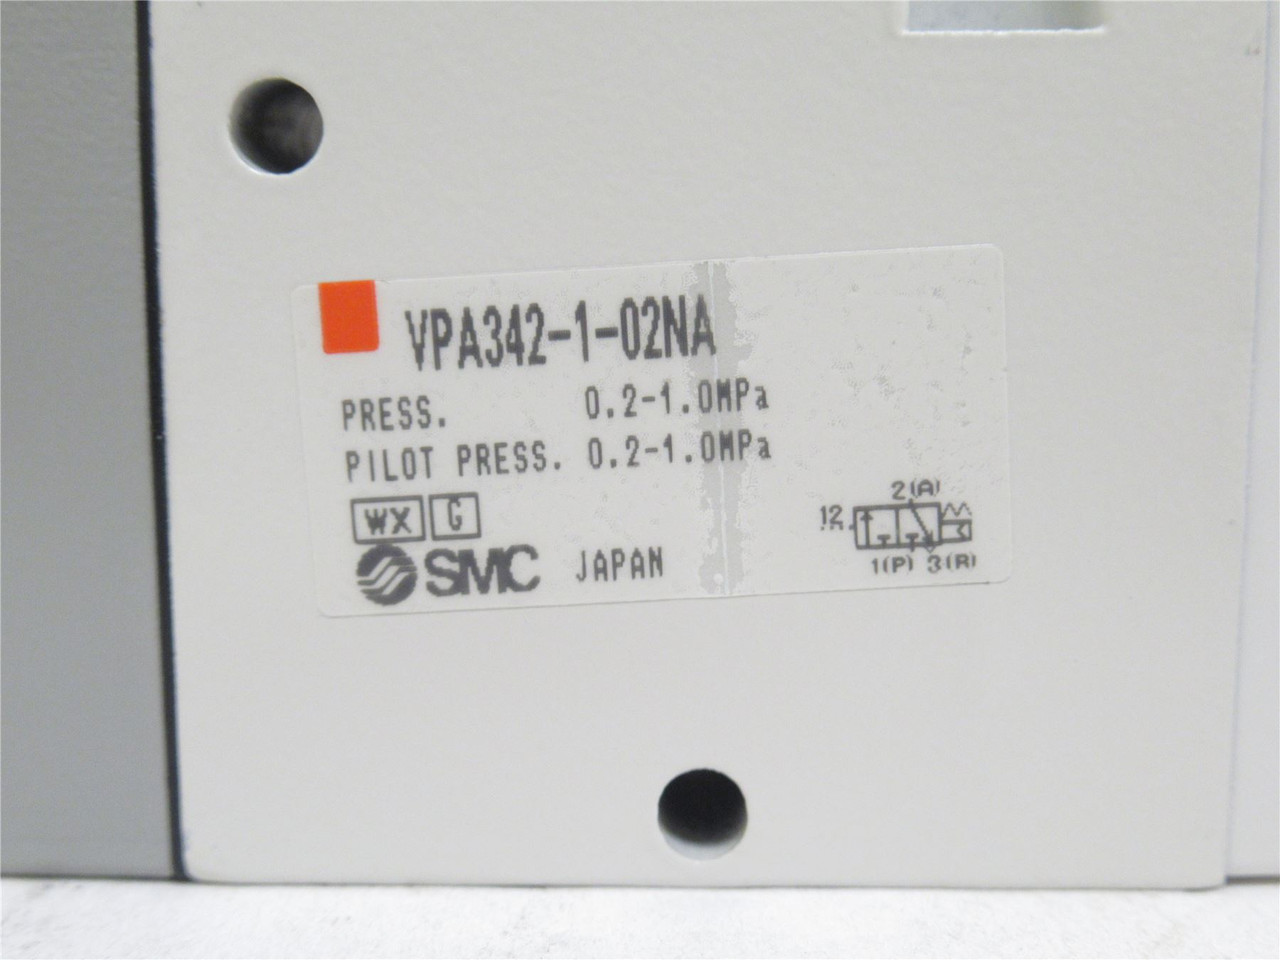 VPA342-1-02NA
PRESS. 0.2-1.0MPa
PILOT PRESS. 0.2-1.0MPa
WX G
SMC JAPAN
2(A)
12
1(P) 3(R)